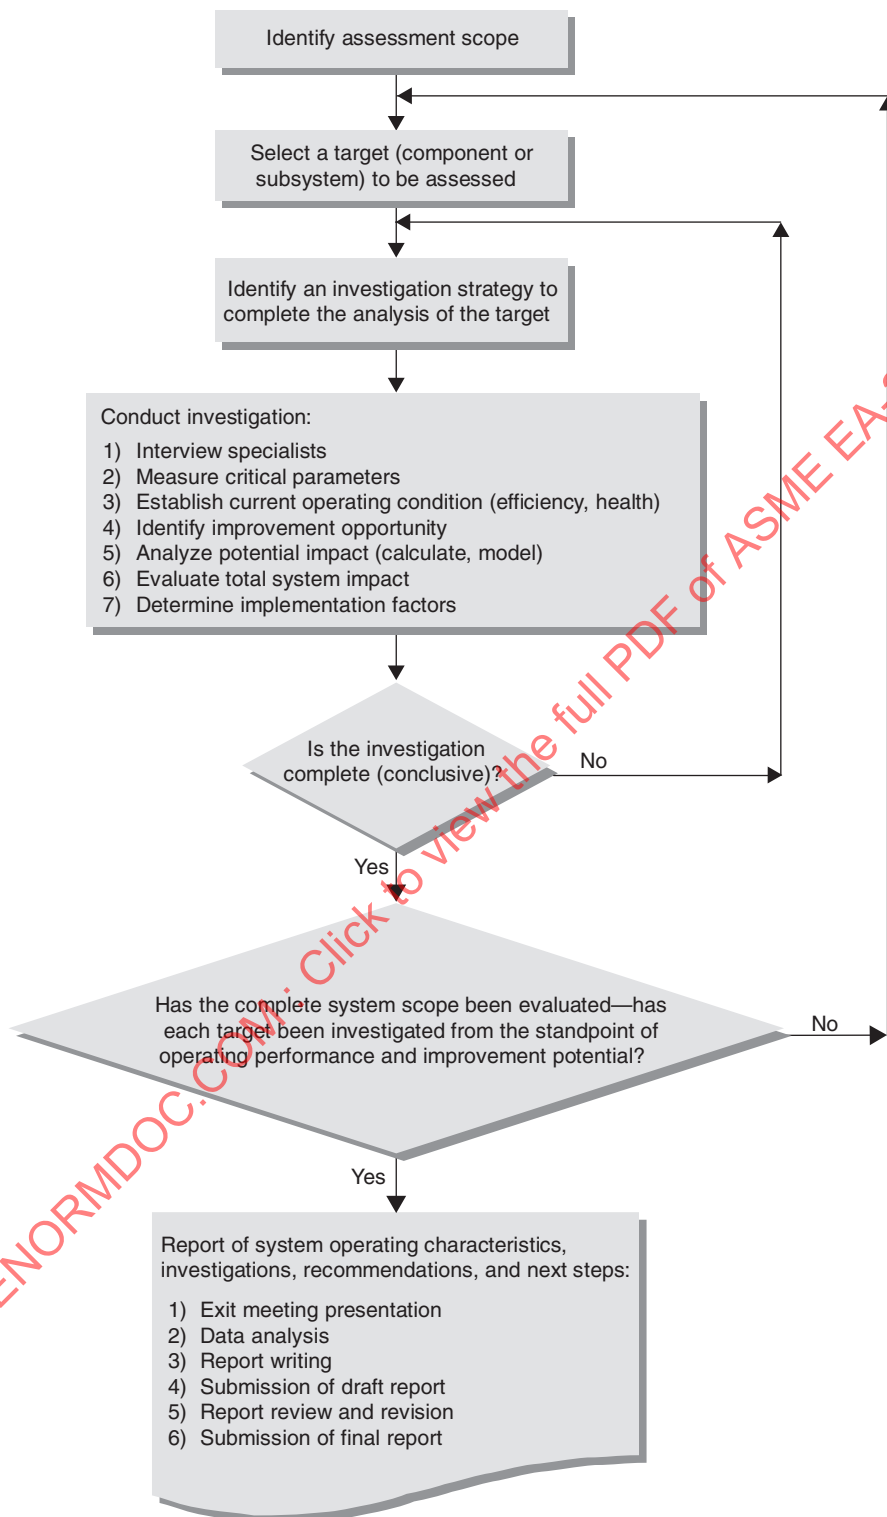 Identify assessment scope
Select a target (component or
subsystem) to be assessed
Identify an investigation strategy to
complete the analysis of the target
Conduct investigation:
1) Interview specialists
2) Measure critical parameters
3) Establish current operating condition (efficiency, health)
4) Identify improvement opportunity
5) Analyze potential impact (calculate, model)
6) Evaluate total system impact
7) Determine implementation factors
Is the investigation
complete (conclusive)?
No
Yes
Has the complete system scope been evaluated—has
each target been investigated from the standpoint of
operating performance and improvement potential?
No
Yes
Report of system operating characteristics,
investigations, recommendations, and next steps:
1) Exit meeting presentation
2) Data analysis
3) Report writing
4) Submission of draft report
5) Report review and revision
6) Submission of final report
ENORMDOC.COM : Click to view the full PDF of ASME EA-